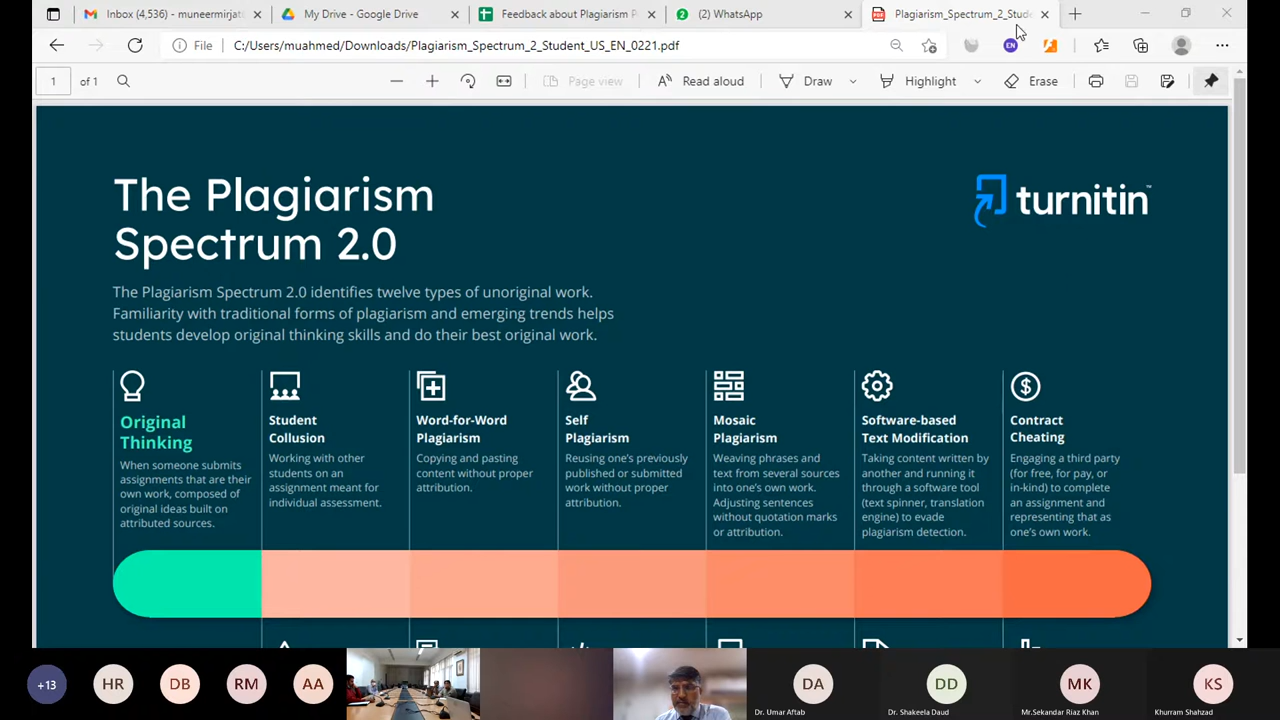 Inbox (4,536) - muneermirjat
My Drive - Google Drive
Feedback about Plagiarism P
(2) WhatsApp
Plagiarism_Spectrum_2_Stude
File
C:/Users/muahmed/Downloads/Plagiarism_Spectrum_2_Student_US_EN_0221.pdf
EN
1
of 1
Page view
Read aloud
Draw
Highlight
Erase
The Plagiarism
Spectrum 2.0
turnitin™
The Plagiarism Spectrum 2.0 identifies twelve types of unoriginal work.
Familiarity with traditional forms of plagiarism and emerging trends helps
students develop original thinking skills and do their best original work.
Original
Thinking
When someone submits
assignments that are their
own work, composed of
original ideas built on
attributed sources.
Student
Collusion
Working with other
students on an
assignment meant for
individual assessment.
Word-for-Word
Plagiarism
Copying and pasting
content without proper
attribution.
Self
Plagiarism
Reusing one's previously
published or submitted
work without proper
attribution.
Mosaic
Plagiarism
Weaving phrases and
text from several sources
into one's own work.
Adjusting sentences
without quotation marks
or attribution.
Software-based
Text Modification
Taking content written by
another and running it
through a software tool
(text spinner, translation
engine) to evade
plagiarism detection.
Contract
Cheating
Engaging a third party
(for free, for pay, or
in-kind) to complete
an assignment and
representing that as
one's own work.
+13
HR
DB
RM
AA
DA
Dr. Umar Aftab
DD
Dr. Shakeela Daud
MK
Mr.Sekandar Riaz Khan
KS
Khurram Shahzad